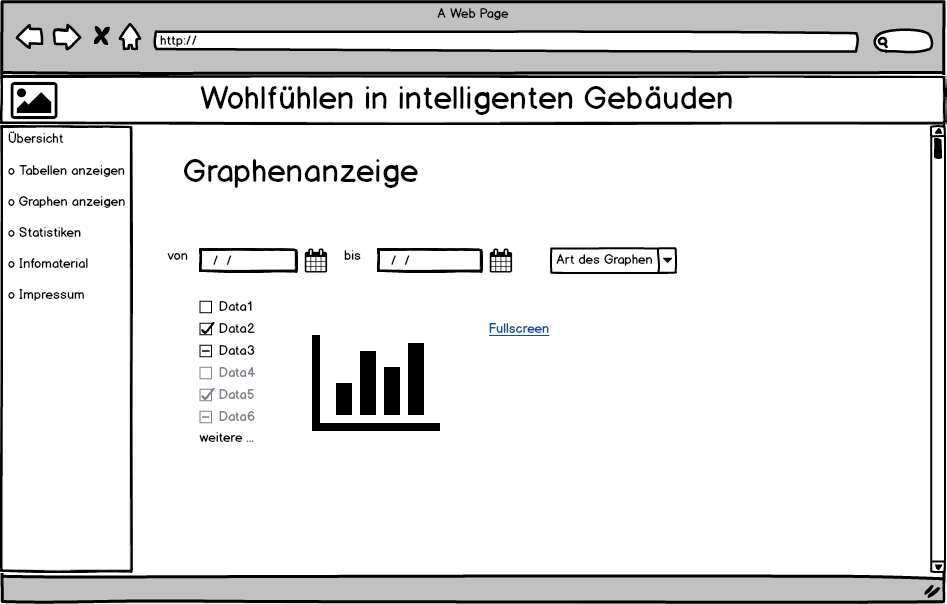 A Web Page
http://
Wohlfühlen in intelligenten Gebäuden
Übersicht
o Tabellen anzeigen
o Graphen anzeigen
o Statistiken
o Infomaterial
o Impressum
Graphenanzeige
von / / bis / / Art des Graphen
Data1
Data2
Data3
Data4
Data5
Data6
weitere ...
Fullscreen